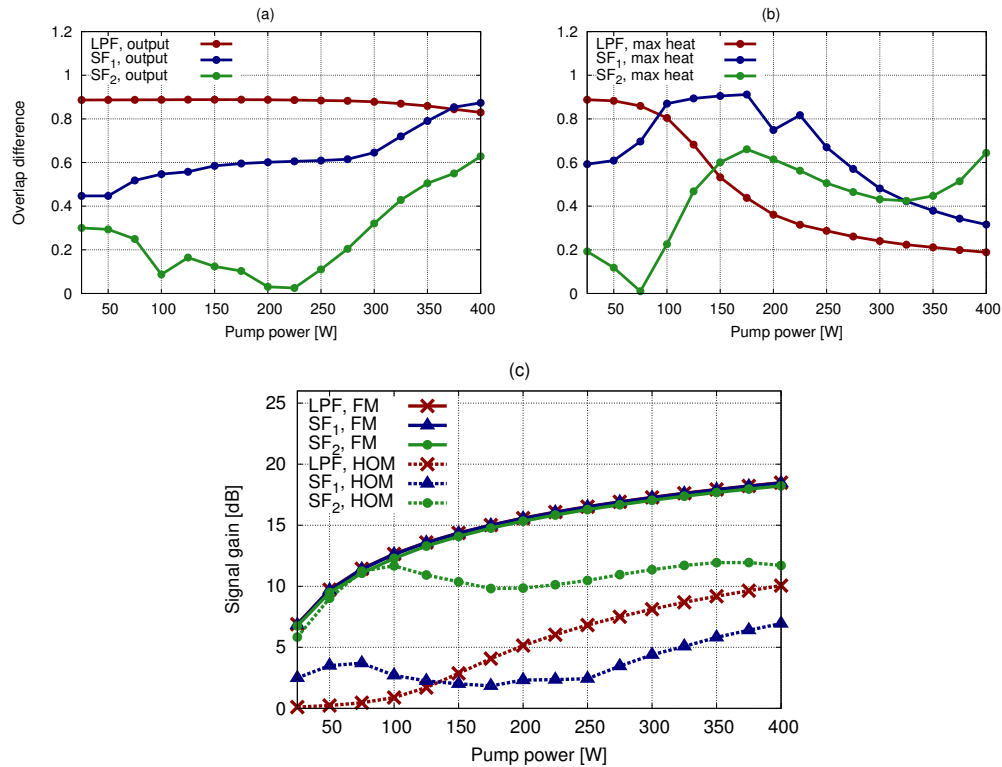 (a)
Overlap difference
1.2
1
0.8
0.6
0.4
0.2
0
LPF, output
SF₁, output
SF₂, output
50 100 150 200 250 300 350 400
Pump power [W]
(b)
1.2
1
0.8
0.6
0.4
0.2
0
LPF, max heat
SF₁, max heat
SF₂, max heat
50 100 150 200 250 300 350 400
Pump power [W]
(c)
Signal gain [dB]
25
20
15
10
5
0
LPF, FM
SF₁, FM
SF₂, FM
LPF, HOM
SF₁, HOM
SF₂, HOM
50 100 150 200 250 300 350 400
Pump power [W]